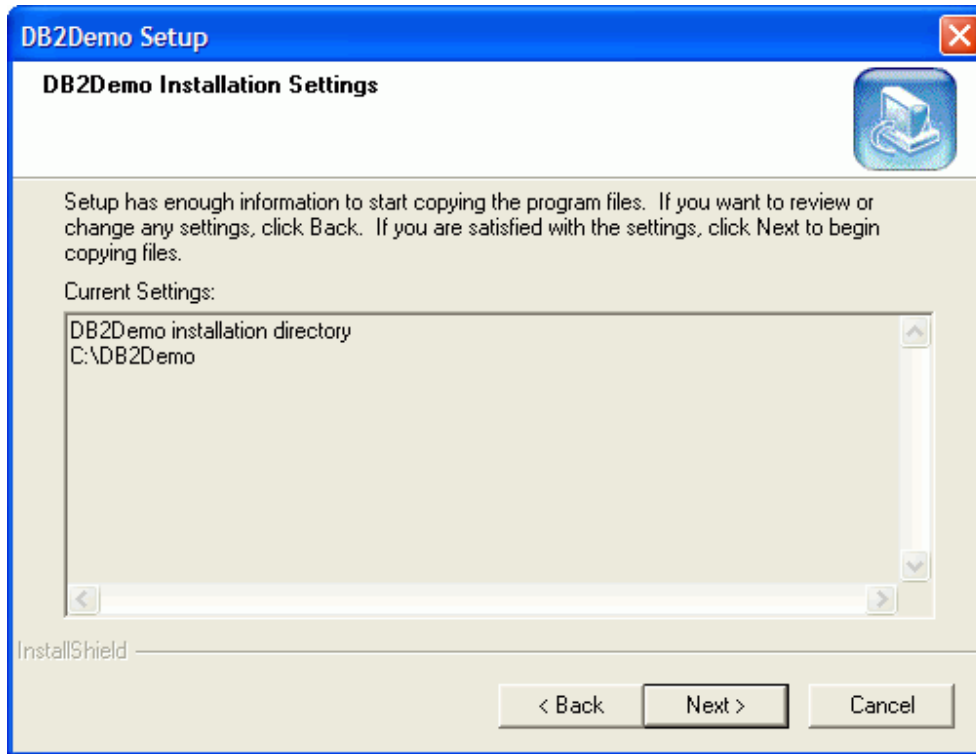 DB2Demo Setup
DB2Demo Installation Settings
Setup has enough information to start copying the program files.  If you want to review or
change any settings, click Back.  If you are satisfied with the settings, click Next to begin
copying files.
Current Settings:
DB2Demo installation directory
C:\DB2Demo
InstallShield
< Back
Next >
Cancel